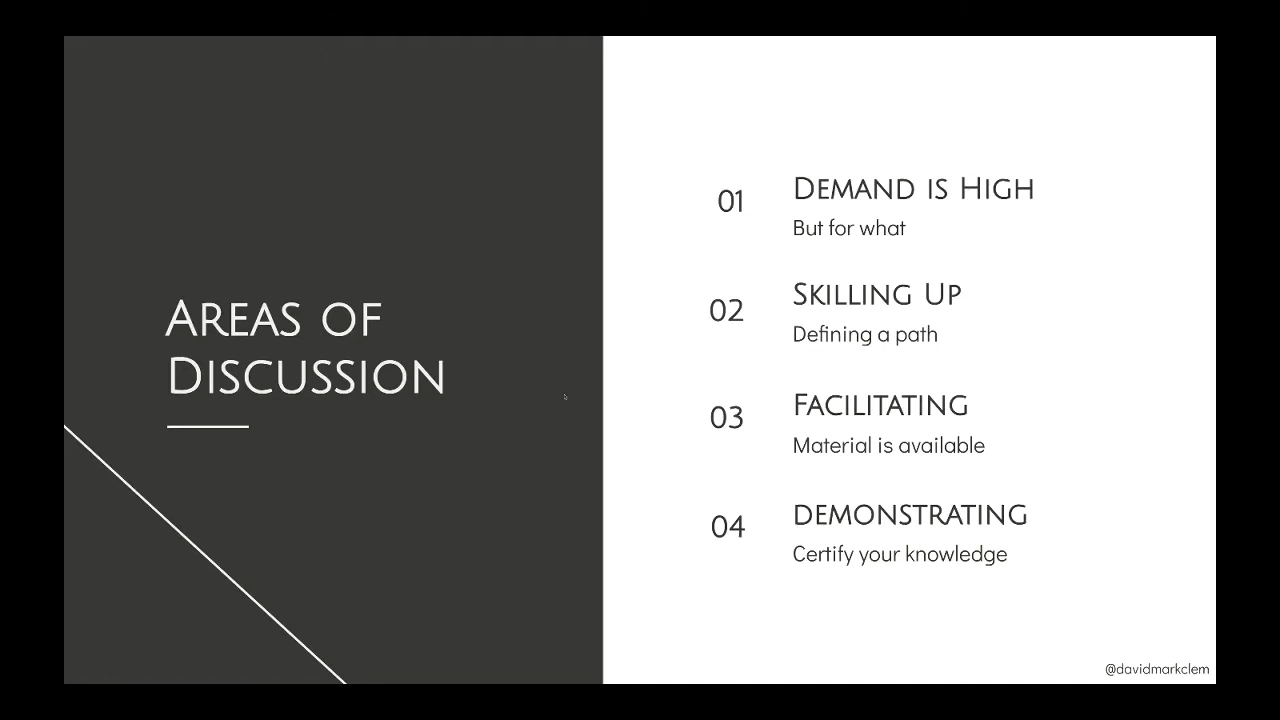 Areas of
Discussion
01
Demand is High
But for what
02
Skilling Up
Defining a path
03
Facilitating
Material is available
04
demonstrating
Certify your knowledge
@davidmarkclem